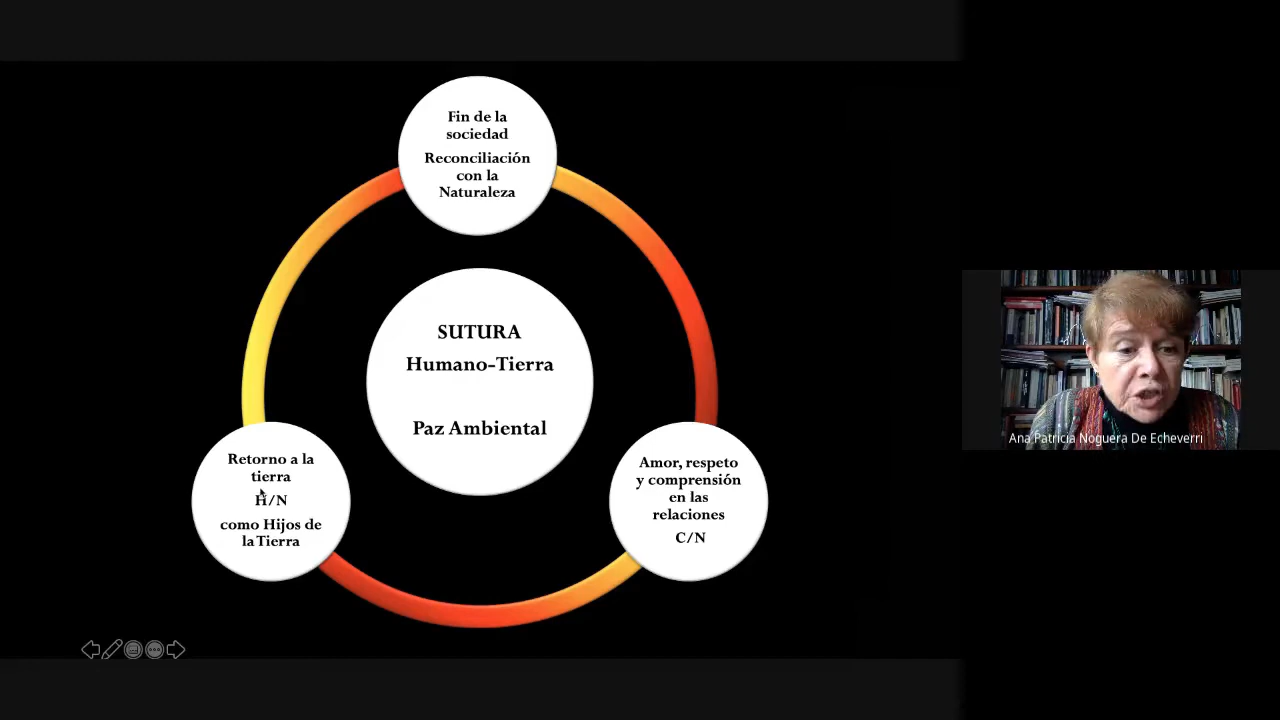 Fin de la
sociedad
Reconciliación
con la
Naturaleza
SUTURA
Humano-Tierra
Paz Ambiental
Retorno a la
tierra
H/N
como Hijos de
la Tierra
Amor, respeto
y comprensión
en las
relaciones
C/N
Ana Patricia Noguera De Echeverri